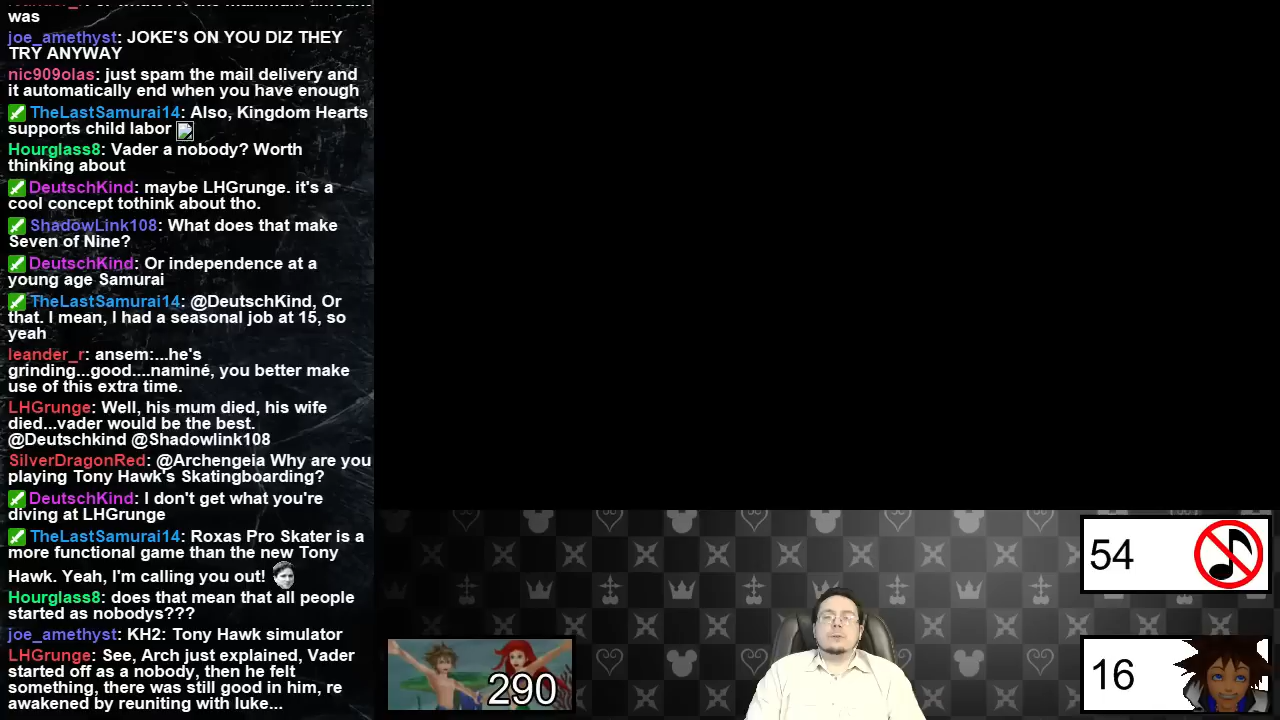 was
joe_amethyst: JOKE'S ON YOU DIZ THEY
TRY ANYWAY
nic909olas: just spam the mail delivery and
it automatically end when you have enough
TheLastSamurai14: Also, Kingdom Hearts
supports child labor
Hourglass8: Vader a nobody? Worth
thinking about
DeutschKind: maybe LHGrunge. it's a
cool concept tothink about tho.
ShadowLink108: What does that make
Seven of Nine?
DeutschKind: Or independence at a
young age Samurai
TheLastSamurai14: @DeutschKind, Or
that. I mean, I had a seasonal job at 15, so
yeah
leander_r: ansem:...he's
grinding...good....naminé, you better make
use of this extra time.
LHGrunge: Well, his mum died, his wife
died...vader would be the best.
@Deutschkind @Shadowlink108
SilverDragonRed: @Archengeia Why are you
playing Tony Hawk's Skatingboarding?
DeutschKind: I don't get what you're
diving at LHGrunge
TheLastSamurai14: Roxas Pro Skater is a
more functional game than the new Tony
Hawk. Yeah, I'm calling you out!
Hourglass8: does that mean that all people
started as nobodys???
joe_amethyst: KH2: Tony Hawk simulator
LHGrunge: See, Arch just explained, Vader
started off as a nobody, then he felt
something, there was still good in him, re
awakened by reuniting with luke...
54
290
16